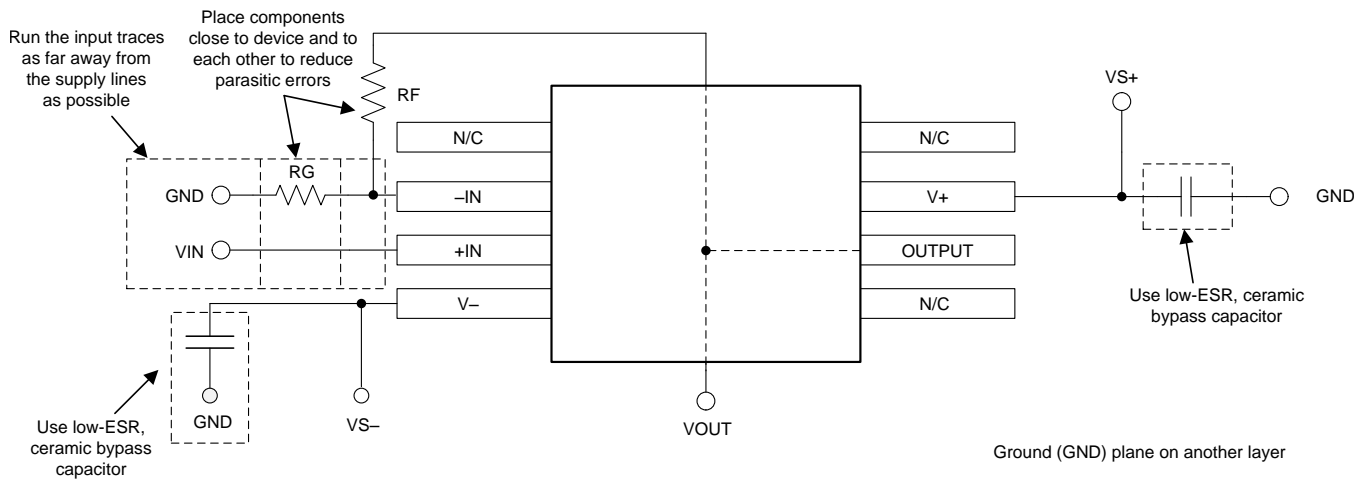 Run the input traces
as far away from
the supply lines
as possible
Place components
close to device and to
each other to reduce
parasitic errors
RF
N/C
–IN
+IN
V–
N/C
V+
OUTPUT
N/C
RG
GND
VIN
VS+
GND
Use low-ESR, ceramic
bypass capacitor
GND
Use low-ESR,
ceramic bypass
capacitor
VS–
VOUT
Ground (GND) plane on another layer